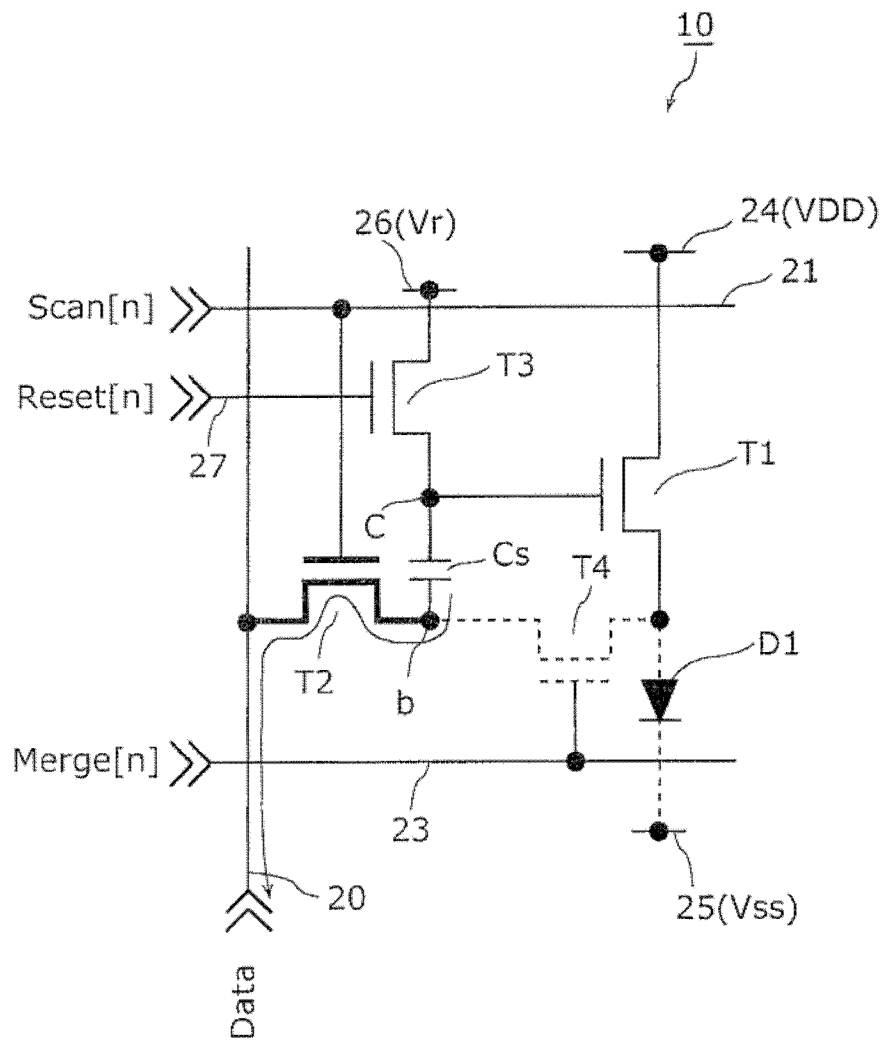 10
26(Vr)
24(VDD)
21
Scan[n]
T3
Reset[n]
27
T1
C
Cs
T4
T2
b
D1
Merge[n]
23
20
25(Vss)
Data